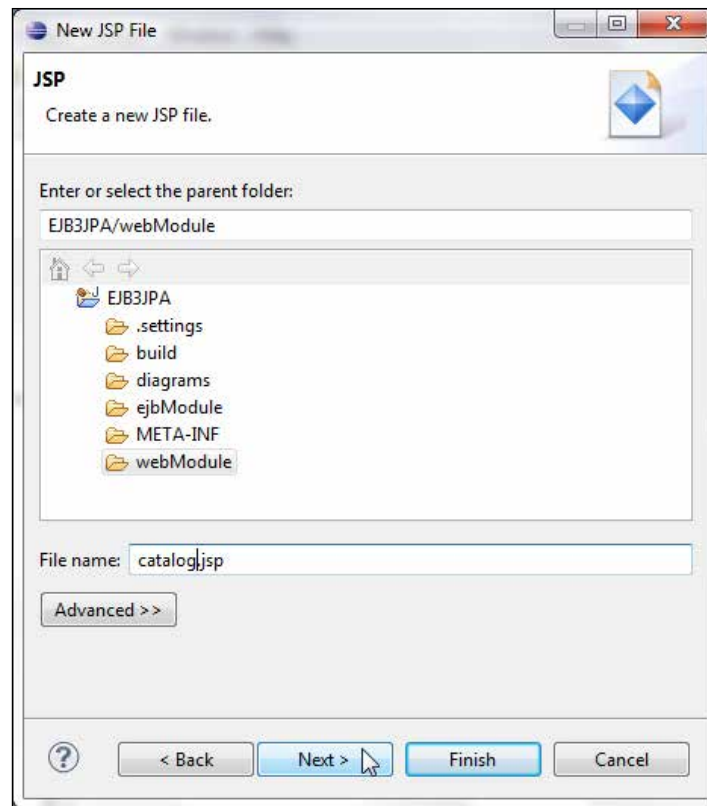 New JSP File
JSP
Create a new JSP file.
Enter or select the parent folder:
EJB3JPA/webModule
EJB3JPA
.settings
build
diagrams
ejbModule
META-INF
webModule
File name: catalog.jsp
Advanced >>
? < Back Next > Finish Cancel